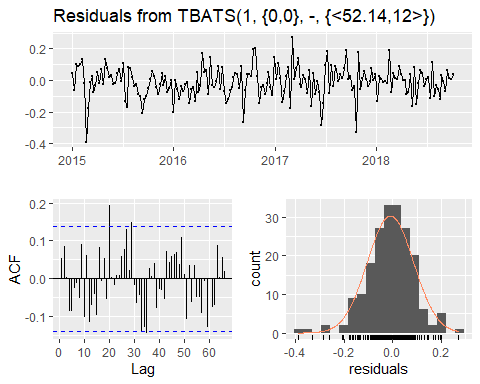 Residuals from TBATS(1, {0,0}, -, {<52.14,12>})
0.2
0.0
-0.2
-0.4
2015 2016 2017 2018
0.2
0.1
0.0
-0.1
ACF
0 10 20 30 40 50 60
Lag
30
20
10
0
count
-0.4 -0.2 0.0 0.2
residuals